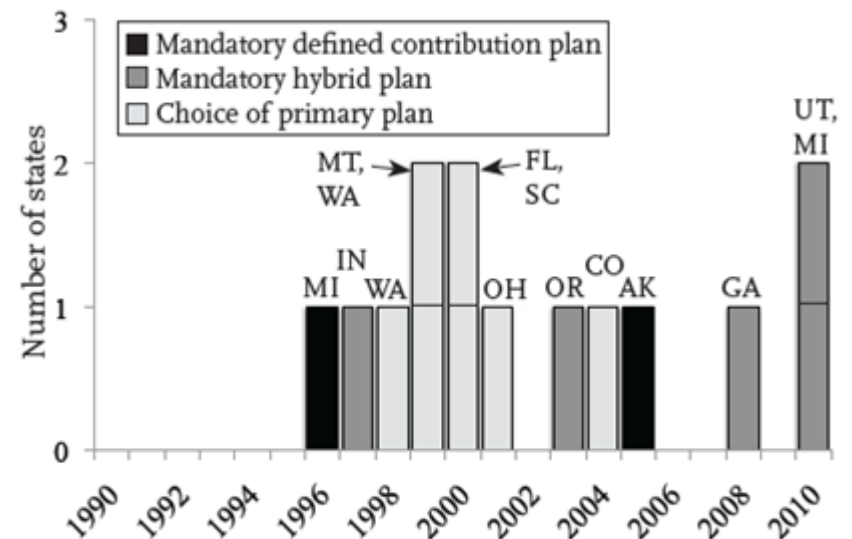 3
Mandatory defined contribution plan
Mandatory hybrid plan
Choice of primary plan
UT,
MI
Number of states
2
MT,
WA
FL,
SC
IN
CO
MI
WA
OH
OR
AK
GA
1
0
1990
1992
1994
1996
1998
2000
2002
2004
2006
2008
2010